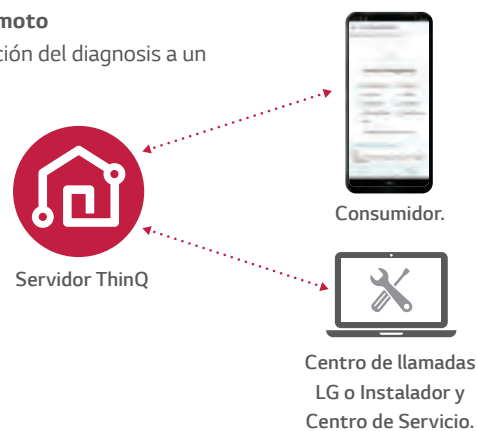 moto
ción del diagnosis a un
Consumidor.
Servidor ThinQ
Centro de llamadas
LG o Instalador y
Centro de Servicio.